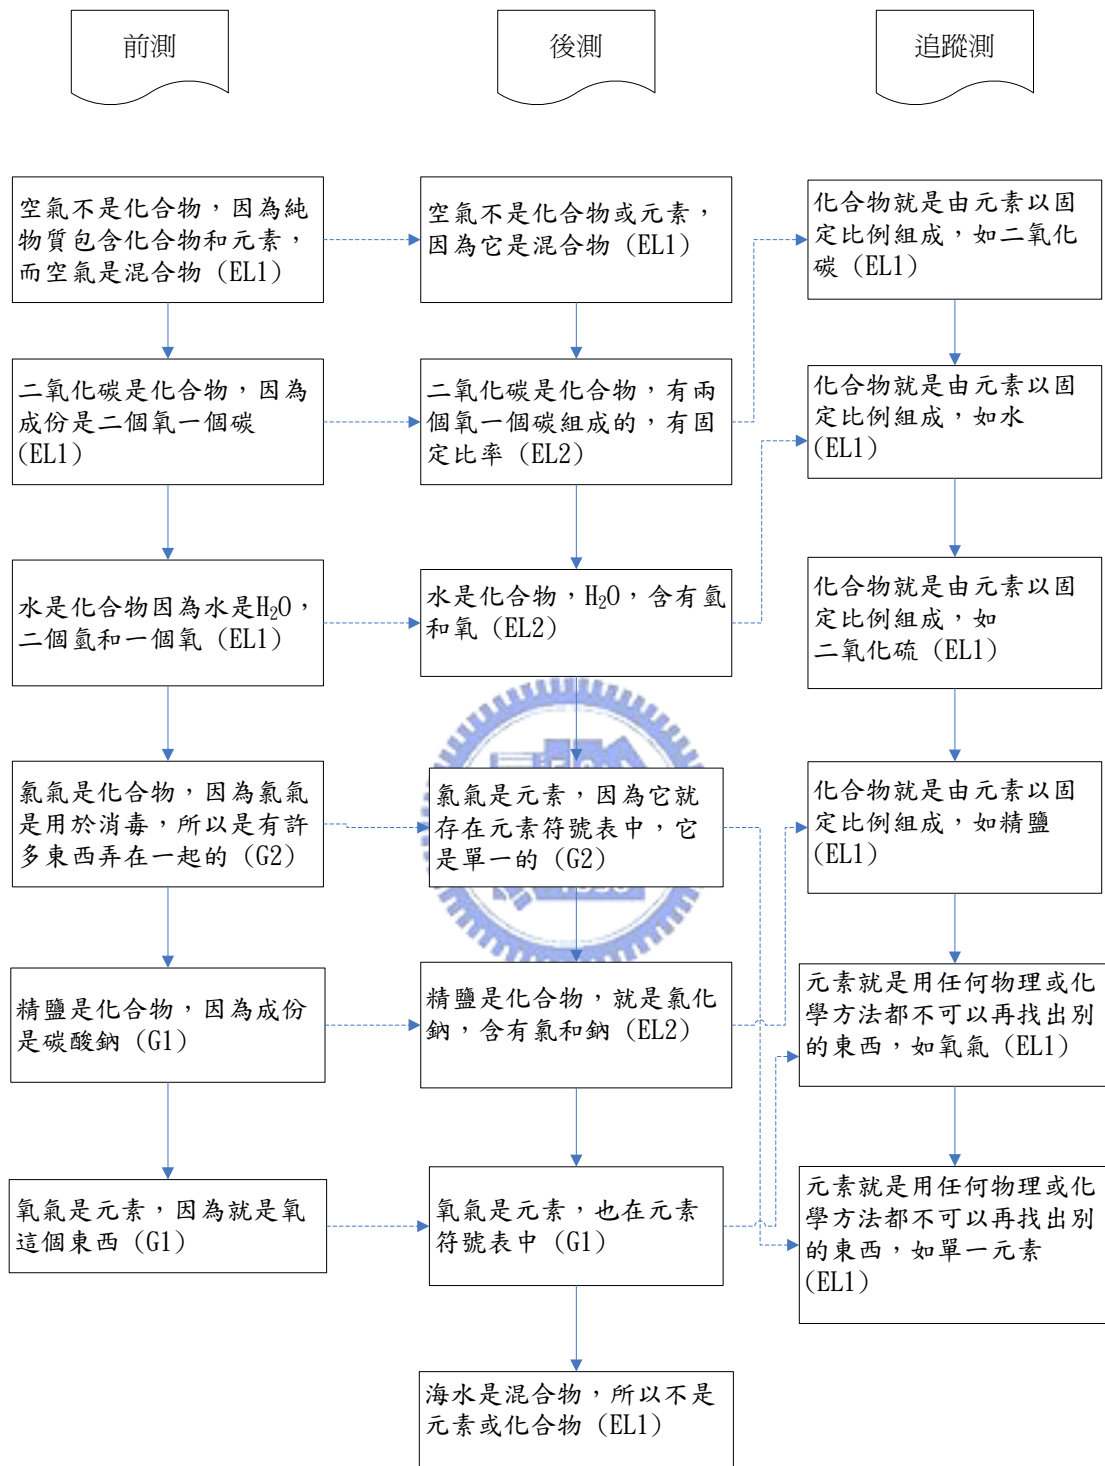 前測
後測
追蹤測
空氣不是化合物，因為純
物質包含化合物和元素，
而空氣是混合物 (EL1)
二氧化碳是化合物，因為
成份是二個氧一個碳
(EL1)
水是化合物因為水是H₂O，
二個氫和一個氧 (EL1)
氯氣是化合物，因為氯氣
是用於消毒，所以是有許
多東西弄在一起的 (G2)
精鹽是化合物，因為成份
是碳酸鈉 (G1)
氧氣是元素，因為就是氧
這個東西 (G1)
空氣不是化合物或元素，
因為它是混合物 (EL1)
二氧化碳是化合物，有兩
個氧一個碳組成的，有固
定比率 (EL2)
水是化合物，H₂O，含有氫
和氧 (EL2)
氯氣是元素，因為它就
存在元素符號表中，它
是單一的 (G2)
精鹽是化合物，就是氯化
鈉，含有氯和鈉 (EL2)
氧氣是元素，也在元素
符號表中 (G1)
海水是混合物，所以不是
元素或化合物 (EL1)
化合物就是由元素以固
定比例組成，如二氧化
碳 (EL1)
化合物就是由元素以固
定比例組成，如水
(EL1)
化合物就是由元素以固
定比例組成，如
二氧化硫 (EL1)
化合物就是由元素以固
定比例組成，如精鹽
(EL1)
元素就是用任何物理或化
學方法都不可以再找出別
的東西，如氧氣 (EL1)
元素就是用任何物理或化
學方法都不可以再找出別
的東西，如單一元素
(EL1)